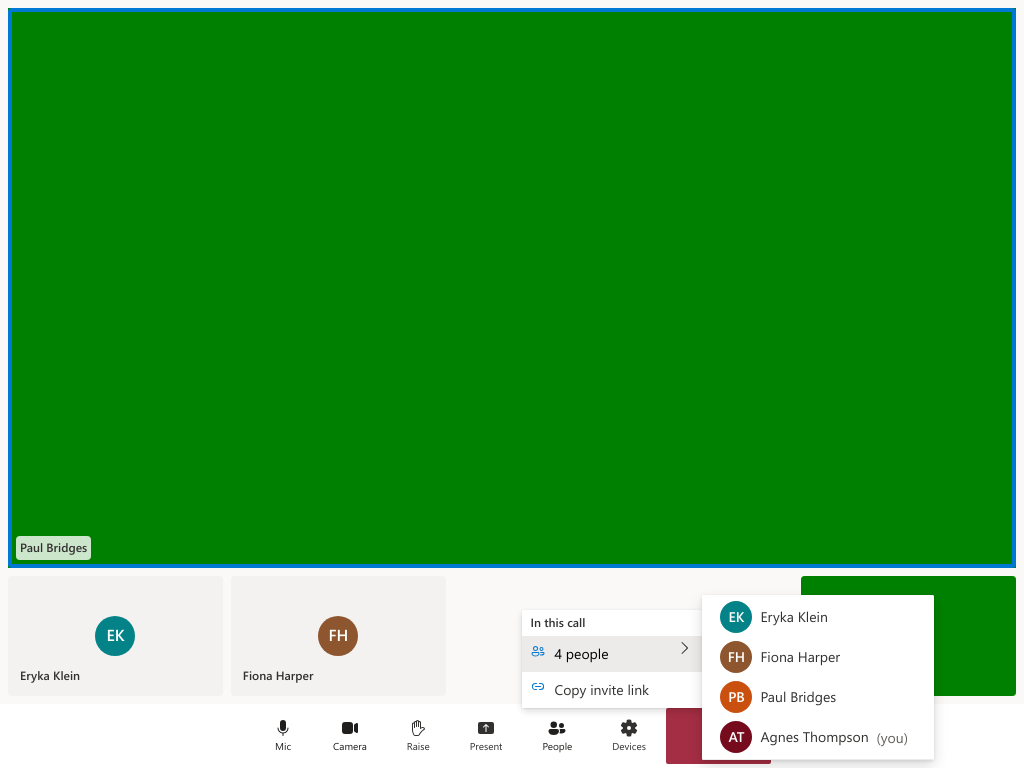 Paul Bridges
EK
Eryka Klein
FH
Fiona Harper
In this call
4 people
Copy invite link
EK Eryka Klein
FH Fiona Harper
PB Paul Bridges
AT Agnes Thompson (you)
Mic
Camera
Raise
Present
People
Devices